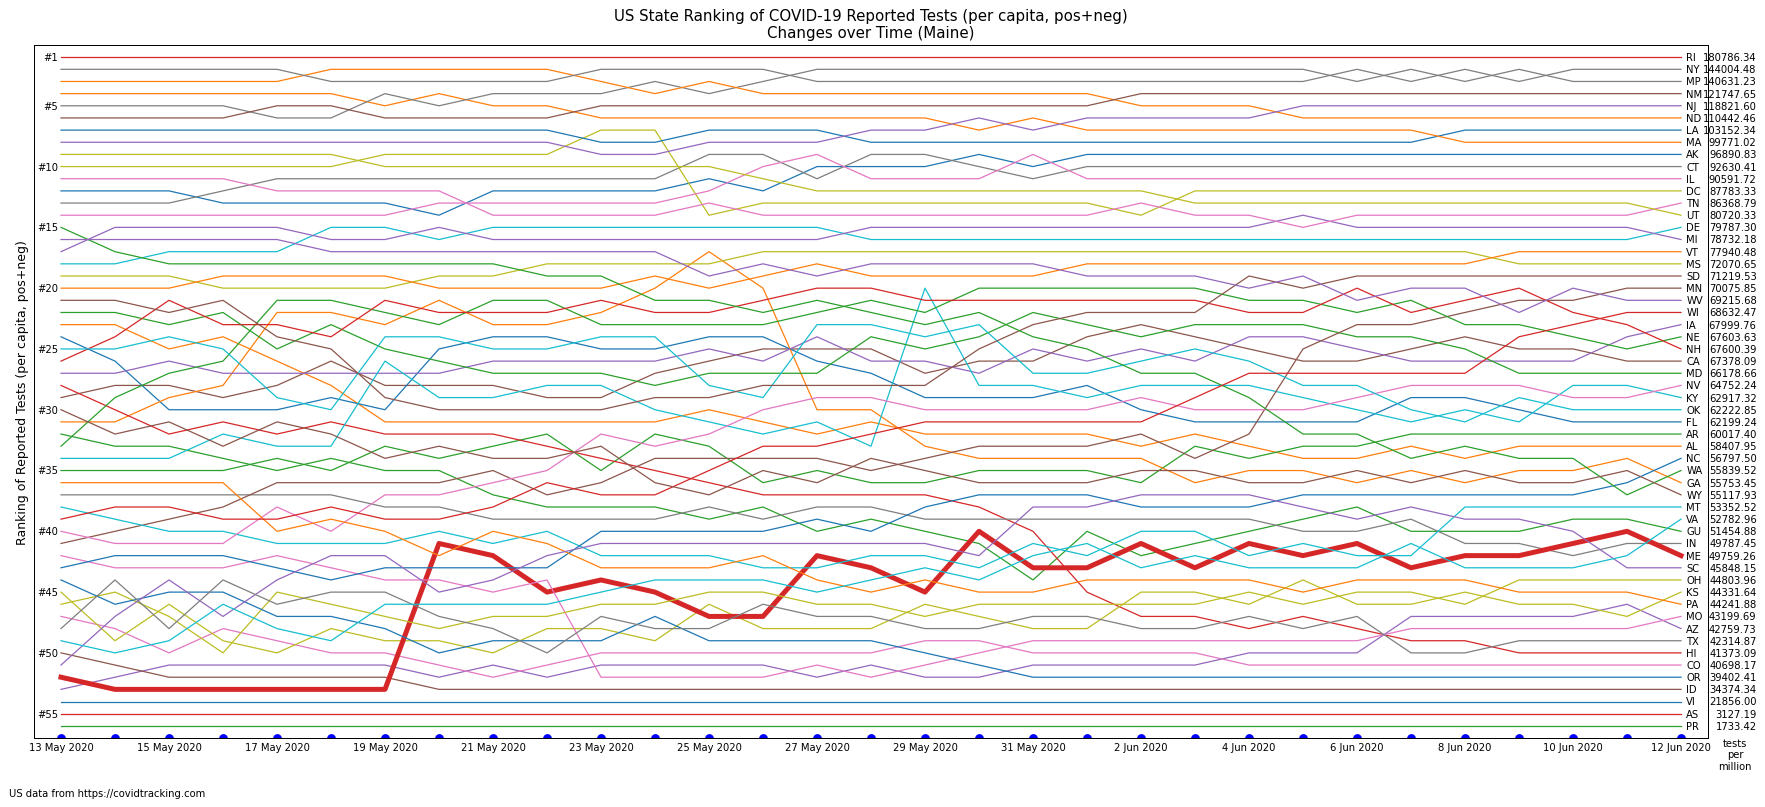 US State Ranking of COVID-19 Reported Tests (per capita, pos+neg)
Changes over Time (Maine)
Ranking of Reported Tests (per capita, pos+neg)
#1
#5
#10
#15
#20
#25
#30
#35
#40
#45
#50
#55
RI 180786.34
NY 144004.48
MP 140631.23
NM 121747.65
NJ 118821.60
ND 110442.46
LA 103152.34
MA 99771.02
AK 96890.83
CT 92630.41
IL 90591.72
DC 87783.33
TN 86368.79
UT 80720.33
DE 79787.30
MI 78732.18
VT 77940.48
MS 72070.65
SD 71219.53
MN 70075.85
WV 69215.68
WI 68632.47
IA 67999.76
NE 67603.63
NH 67600.39
CA 67378.09
MD 66178.66
NV 64752.24
KY 62917.32
OK 62222.85
FL 62199.24
AR 60017.40
AL 58407.95
NC 56797.50
WA 55839.52
GA 55753.45
WY 55117.93
MT 53352.52
VA 52782.96
GU 51454.88
IN 49787.45
ME 49759.26
SC 45848.15
OH 44803.96
KS 44331.64
PA 44241.88
MO 43199.69
AZ 42759.73
TX 42314.87
HI 41373.09
CO 40698.17
OR 39402.41
ID 34374.34
VI 21856.00
AS 3127.19
PR 1733.42
13 May 2020 15 May 2020 17 May 2020 19 May 2020 21 May 2020 23 May 2020 25 May 2020 27 May 2020 29 May 2020 31 May 2020 2 Jun 2020 4 Jun 2020 6 Jun 2020 8 Jun 2020 10 Jun 2020 12 Jun 2020
tests
per
million
US data from https://covidtracking.com